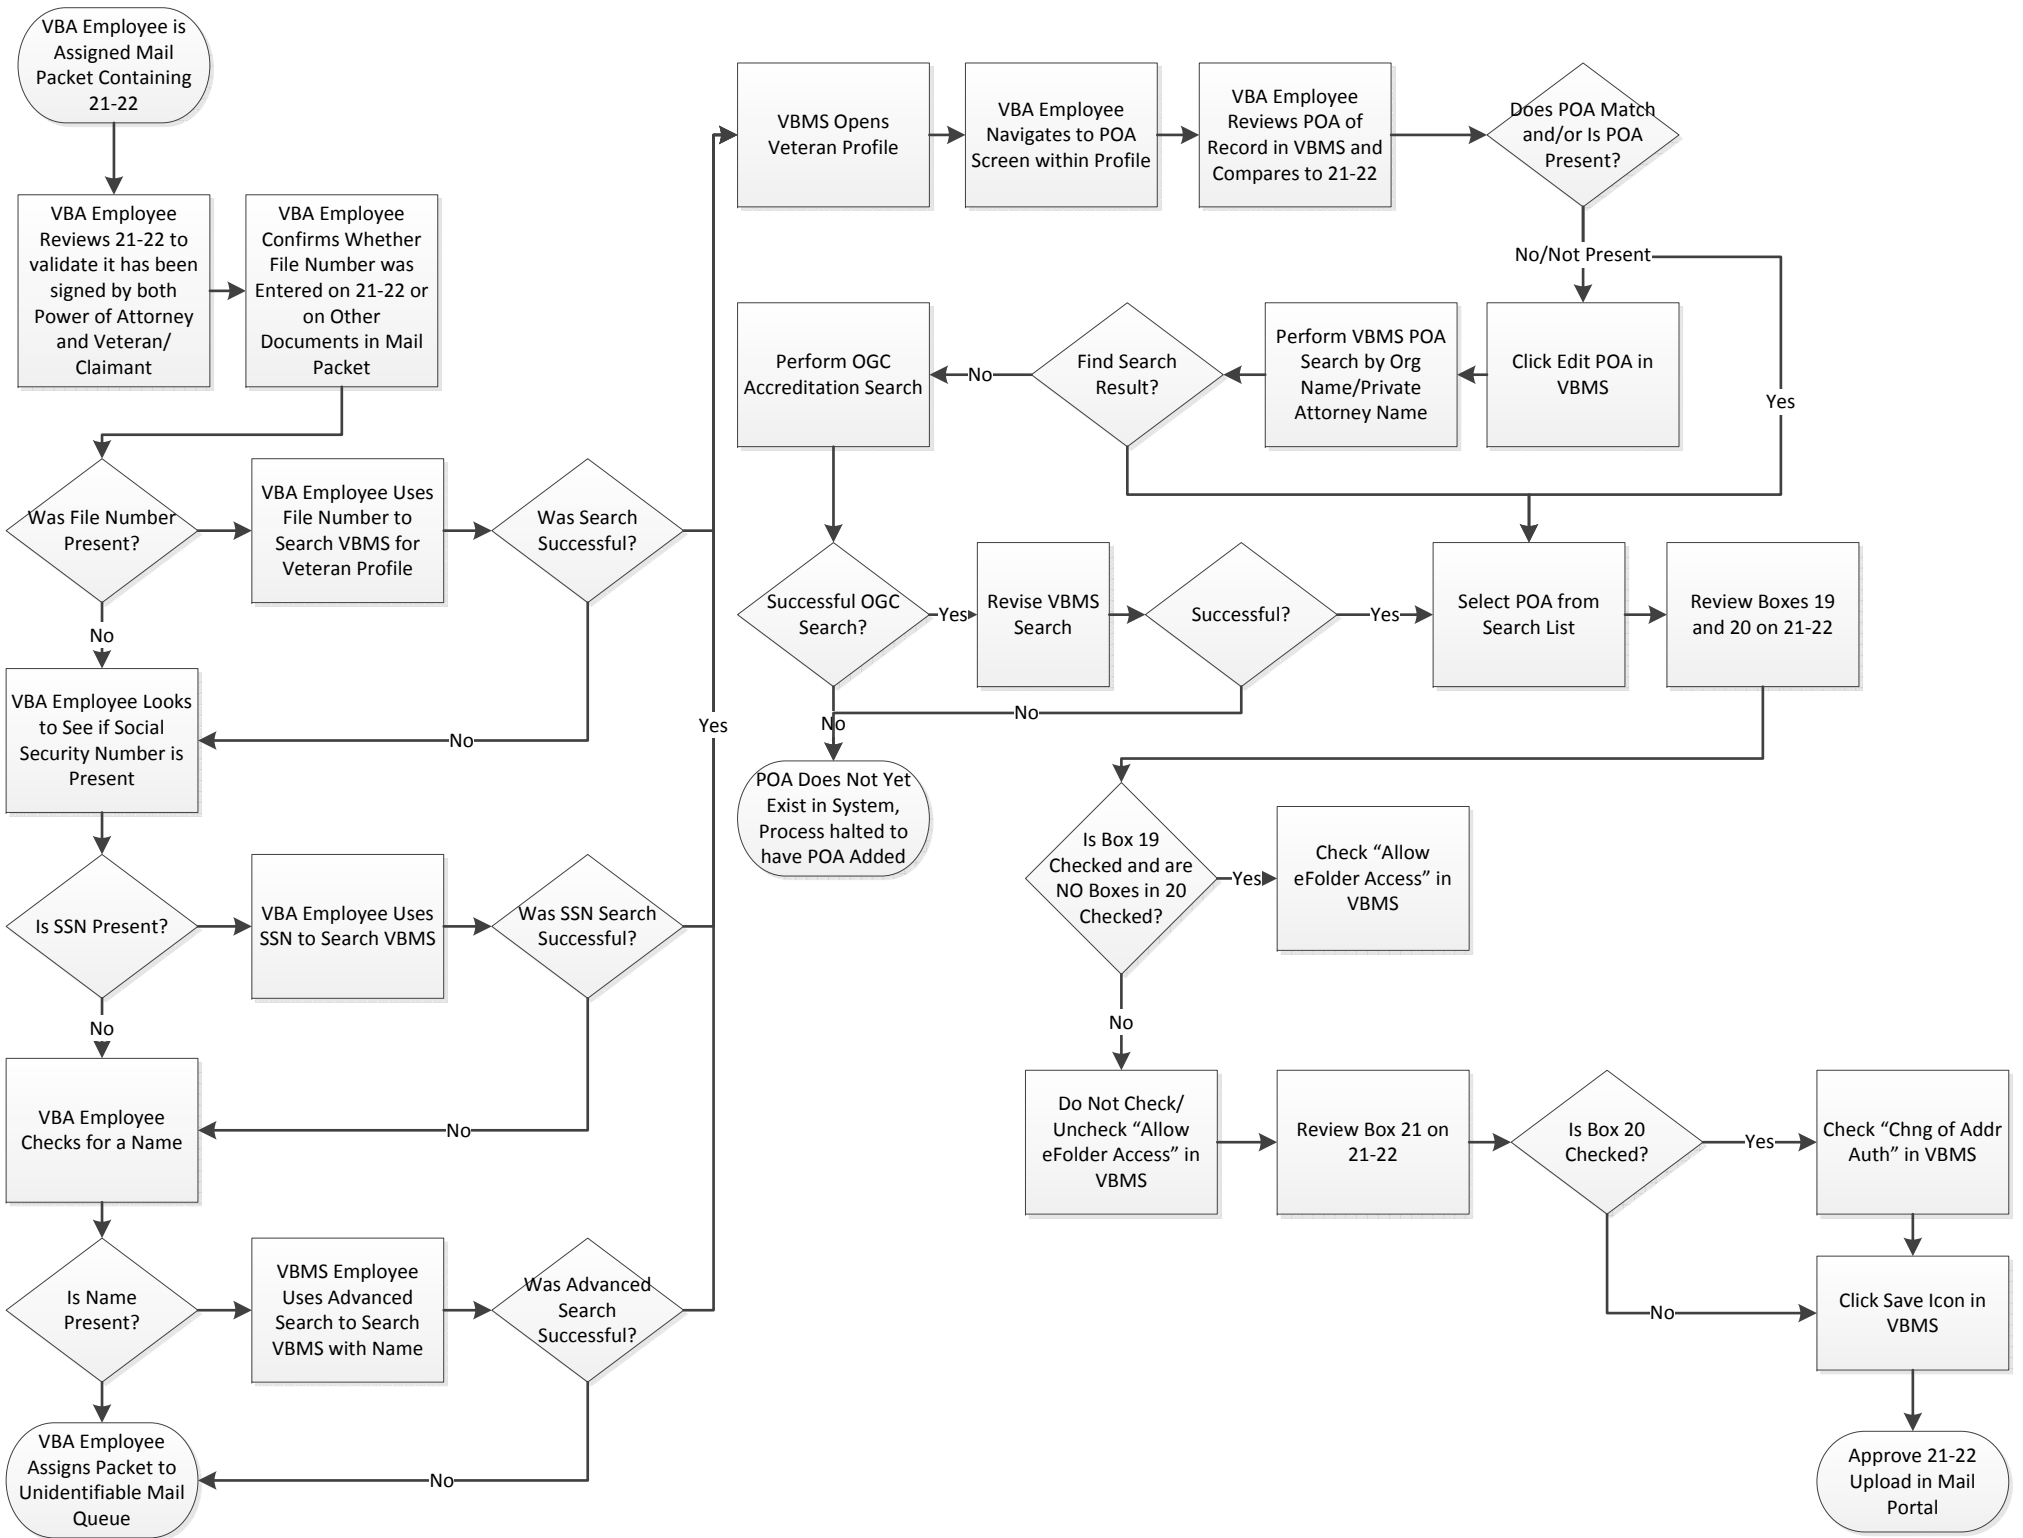 VBA Employee is
Assigned Mail
Packet Containing
21-22
VBA Employee
Reviews 21-22 to
validate it has been
signed by both
Power of Attorney
and Veteran/
Claimant
VBA Employee
Confirms Whether
File Number was
Entered on 21-22 or
on Other
Documents in Mail
Packet
Was File Number
Present?
VBA Employee Uses
File Number to
Search VBMS for
Veteran Profile
Was Search
Successful?
No
VBA Employee Looks
to See if Social
Security Number is
Present
No
Is SSN Present?
VBA Employee Uses
SSN to Search VBMS
Was SSN Search
Successful?
No
VBA Employee
Checks for a Name
No
Is Name
Present?
VBMS Employee
Uses Advanced
Search to Search
VBMS with Name
Was Advanced
Search
Successful?
VBA Employee
Assigns Packet to
Unidentifiable Mail
Queue
No
Yes
VBMS Opens
Veteran Profile
VBA Employee
Navigates to POA
Screen within Profile
VBA Employee
Reviews POA of
Record in VBMS and
Compares to 21-22
Does POA Match
and/or Is POA
Present?
No/Not Present
Yes
Click Edit POA in
VBMS
Perform VBMS POA
Search by Org
Name/Private
Attorney Name
Find Search
Result?
No
Perform OGC
Accreditation Search
Successful OGC
Search?
Yes
Revise VBMS
Search
Successful?
Yes
Select POA from
Search List
Review Boxes 19
and 20 on 21-22
No
No
POA Does Not Yet
Exist in System,
Process halted to
have POA Added
Is Box 19
Checked and are
NO Boxes in 20
Checked?
Yes
Check “Allow
eFolder Access” in
VBMS
No
Do Not Check/
Uncheck “Allow
eFolder Access” in
VBMS
Review Box 21 on
21-22
Is Box 20
Checked?
Yes
Check “Chng of Addr
Auth” in VBMS
No
Click Save Icon in
VBMS
Approve 21-22
Upload in Mail
Portal